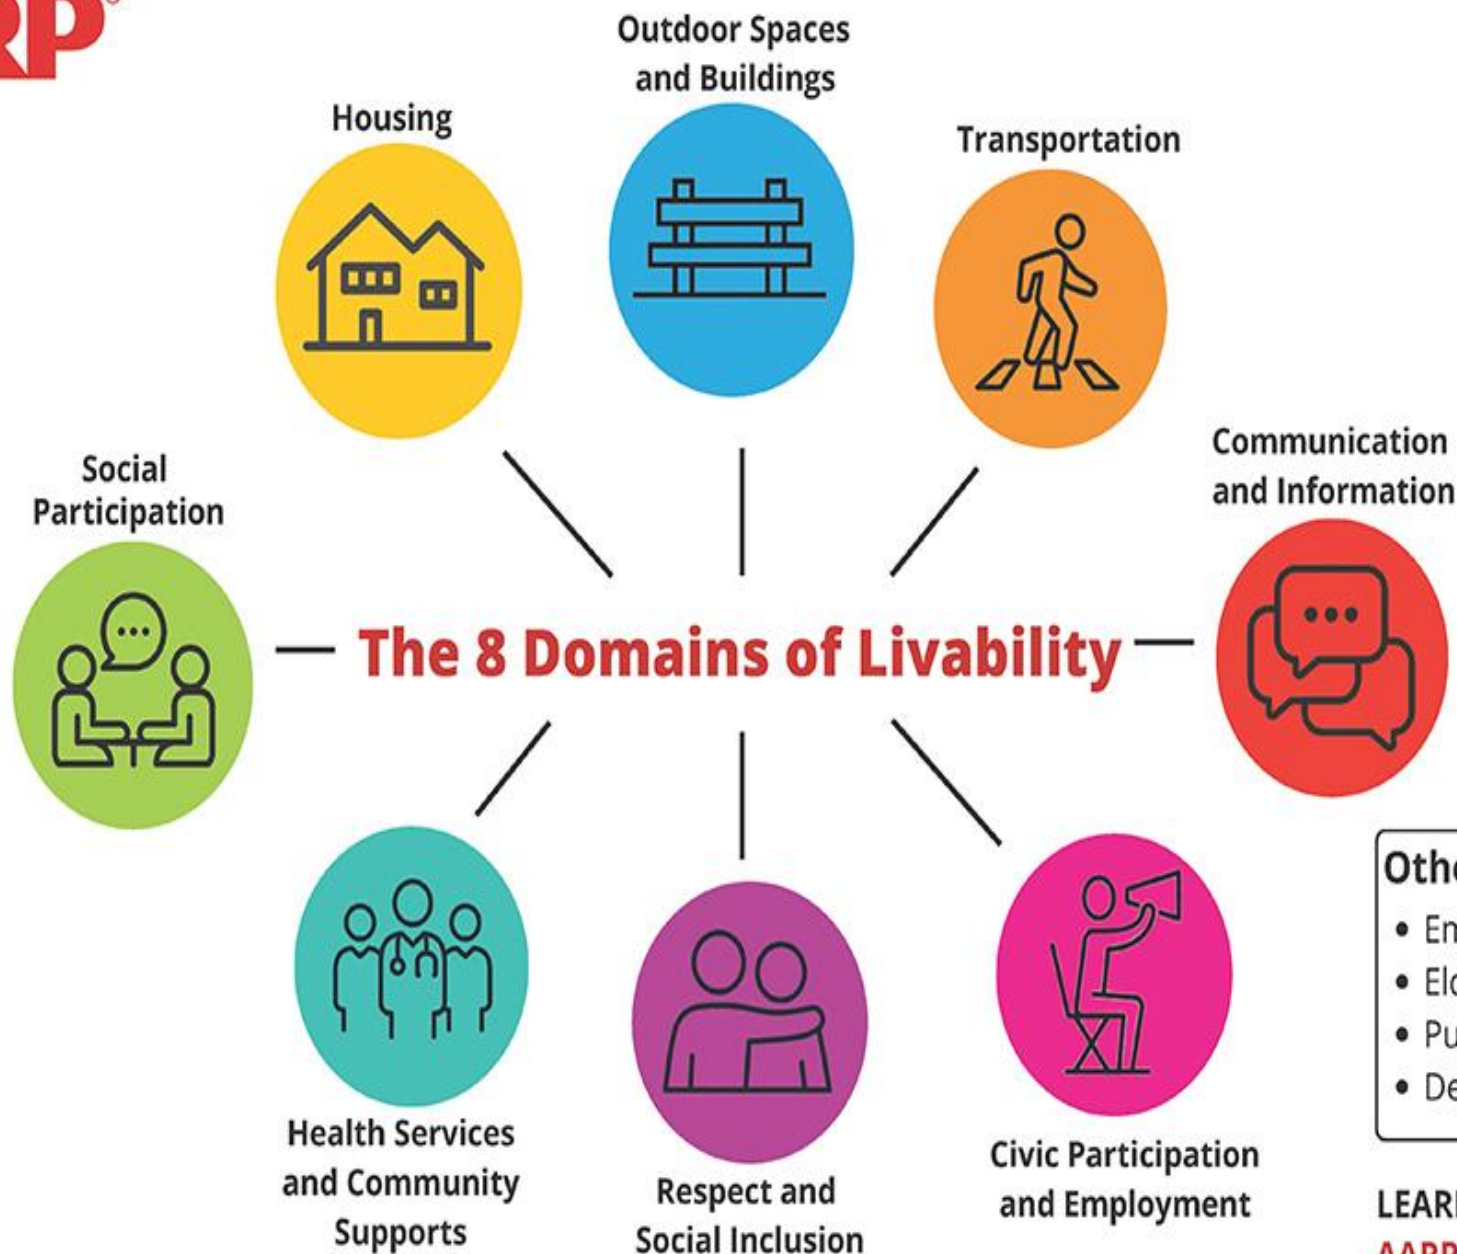 RP
Outdoor Spaces
and Buildings
Housing
Transportation
Communication
and Information
Social
Participation
The 8 Domains of Livability
Health Services
and Community
Supports
Respect and
Social Inclusion
Civic Participation
and Employment